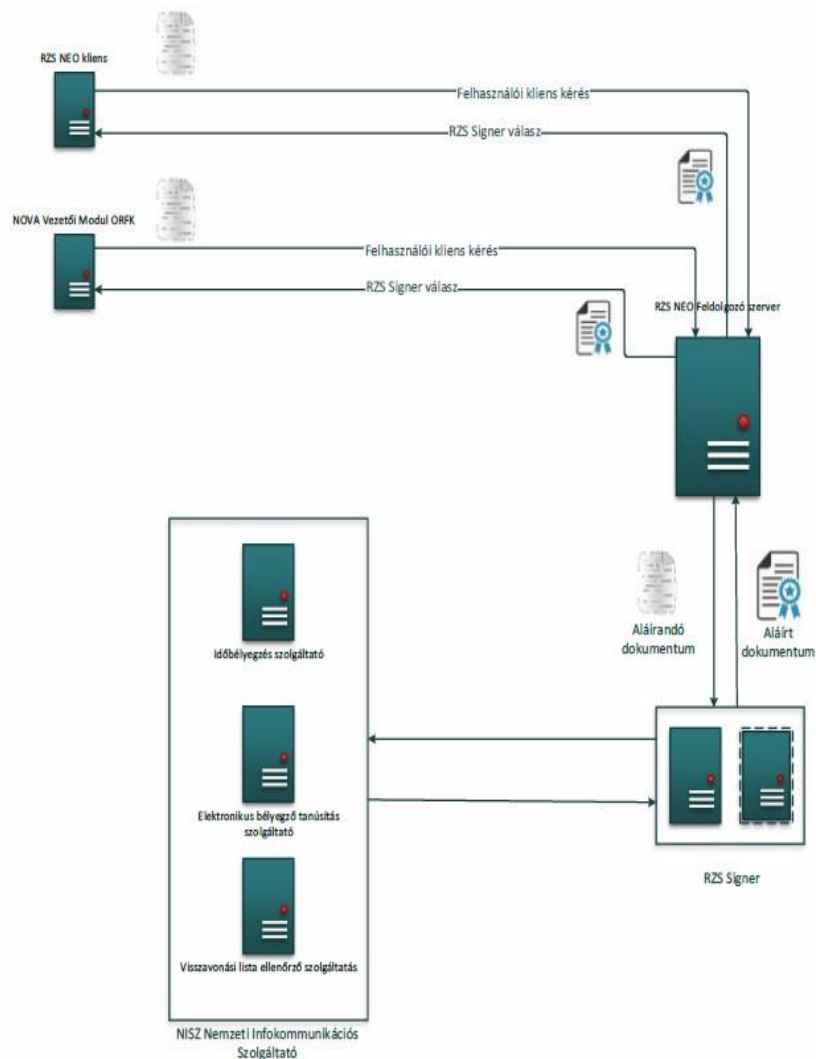 RZS NEO kliens
Felhasználói kliens kérés
RZS Signer válasz
NOVA Vezetői Modul ORFK
Felhasználói kliens kérés
RZS Signer válasz
RZS NEO Feldolgozó szerver
Időbélyegzés szolgáltató
Aláírandó
dokumentum
Aláírt
dokumentum
Elektronikus bélyegző tanúsítás
szolgáltató
RZS Signer
Visszavonási lista ellenőrző szolgáltatás
NISZ Nemzeti Infokommunikációs
Szolgáltató